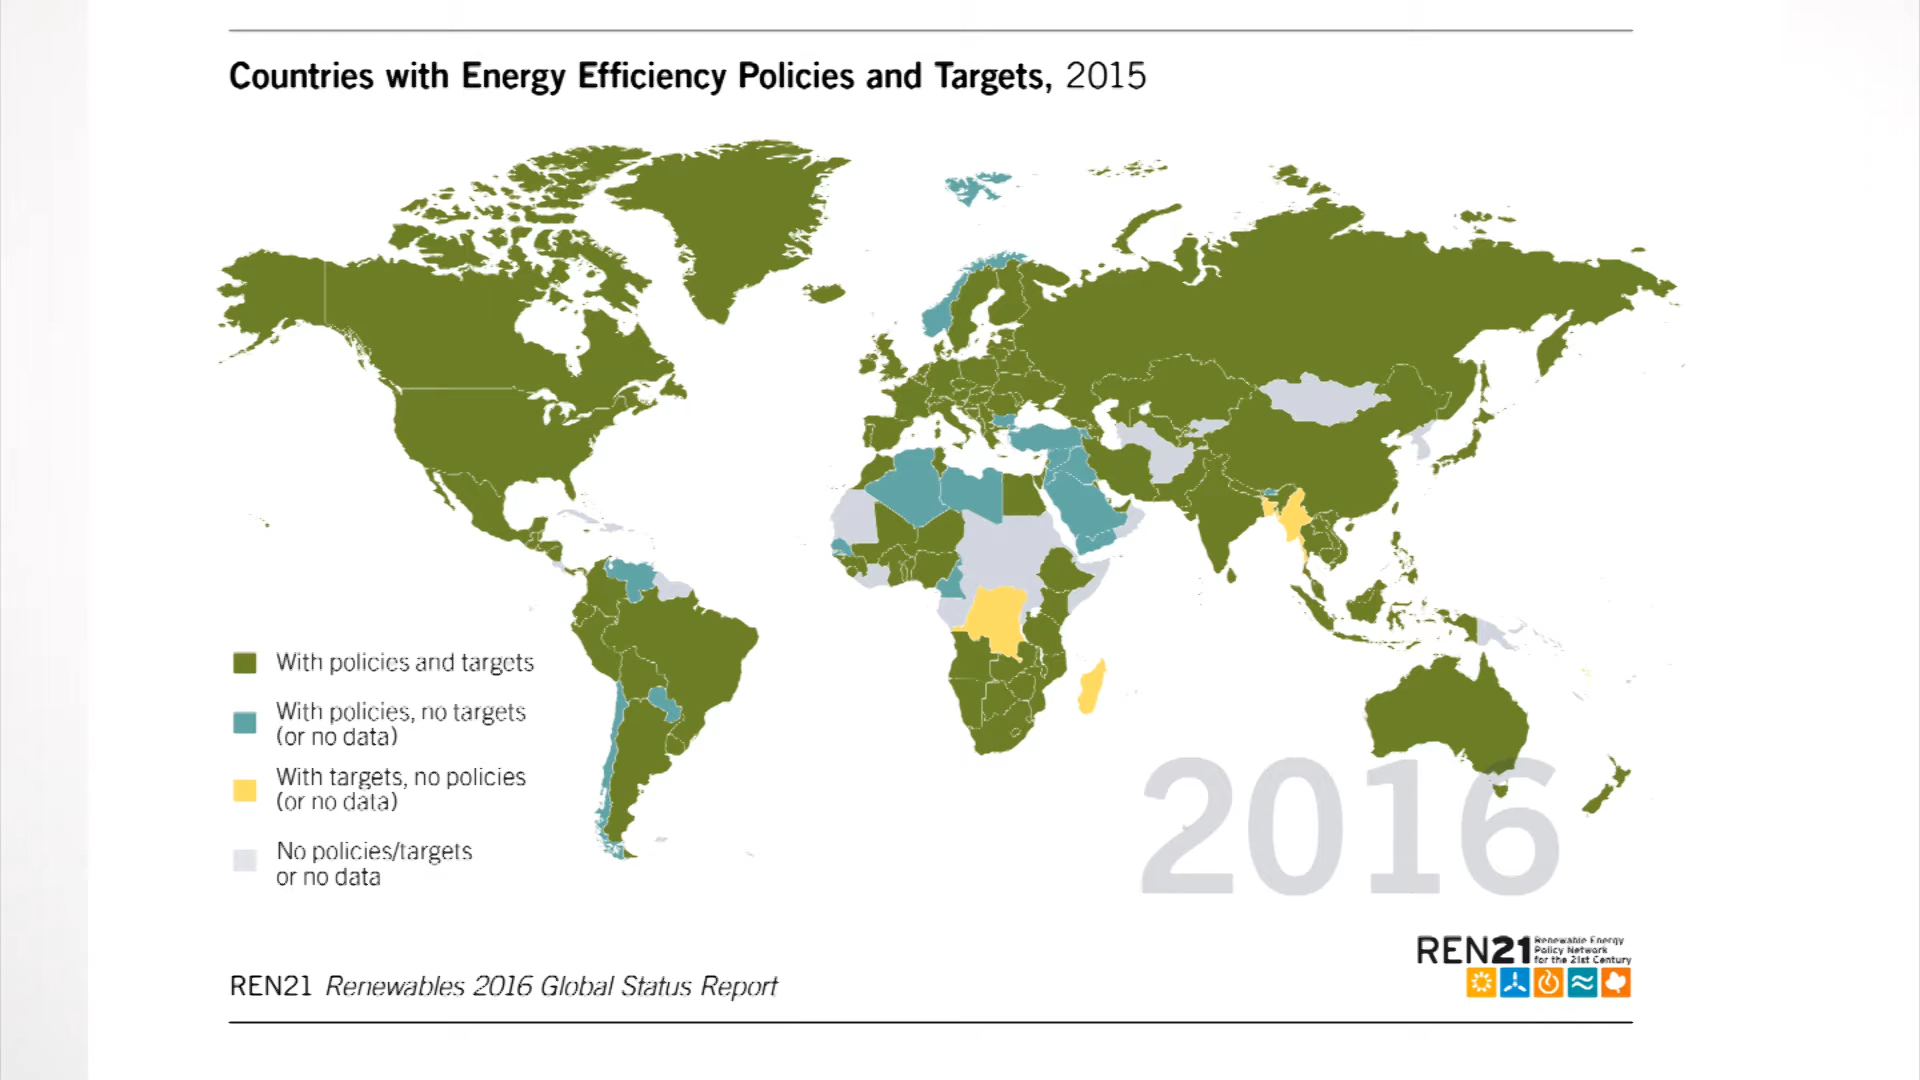 Countries with Energy Efficiency Policies and Targets, 2015
With policies and targets
With policies, no targets
(or no data)
With targets, no policies
(or no data)
No policies/targets
or no data
2016
REN21 Renewable Energy
Policy Network
for the 21st Century
REN21 Renewables 2016 Global Status Report